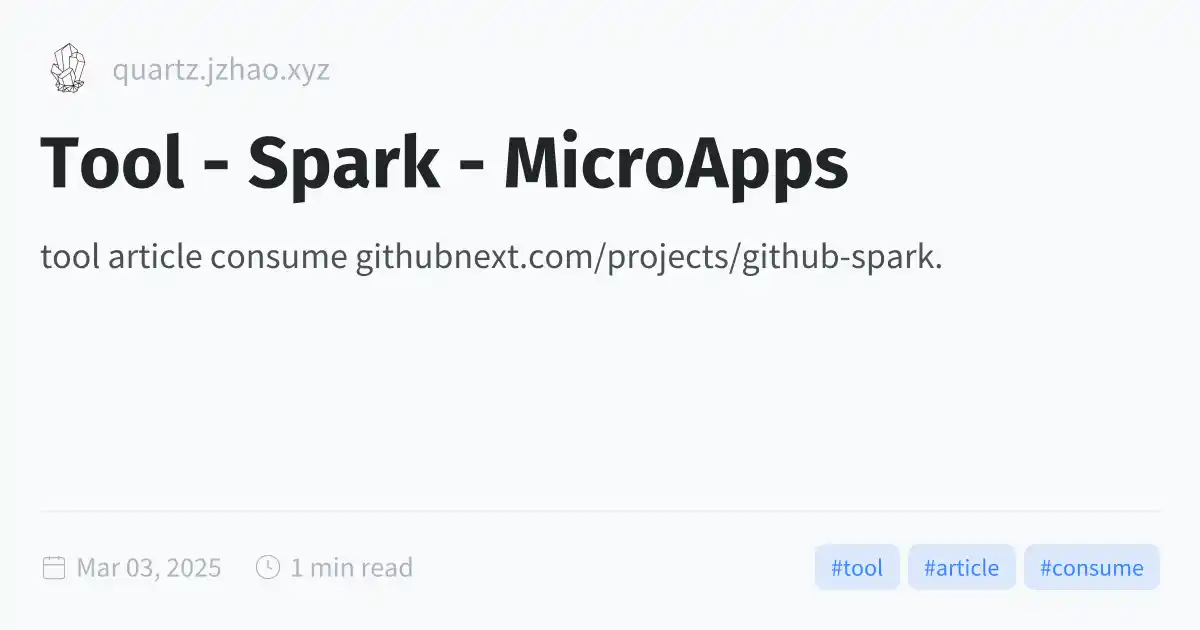 quartz.jzhao.xyz
Tool - Spark - MicroApps
tool article consume githubnext.com/projects/github-spark.
Mar 03, 2025 1 min read #tool #article #consume